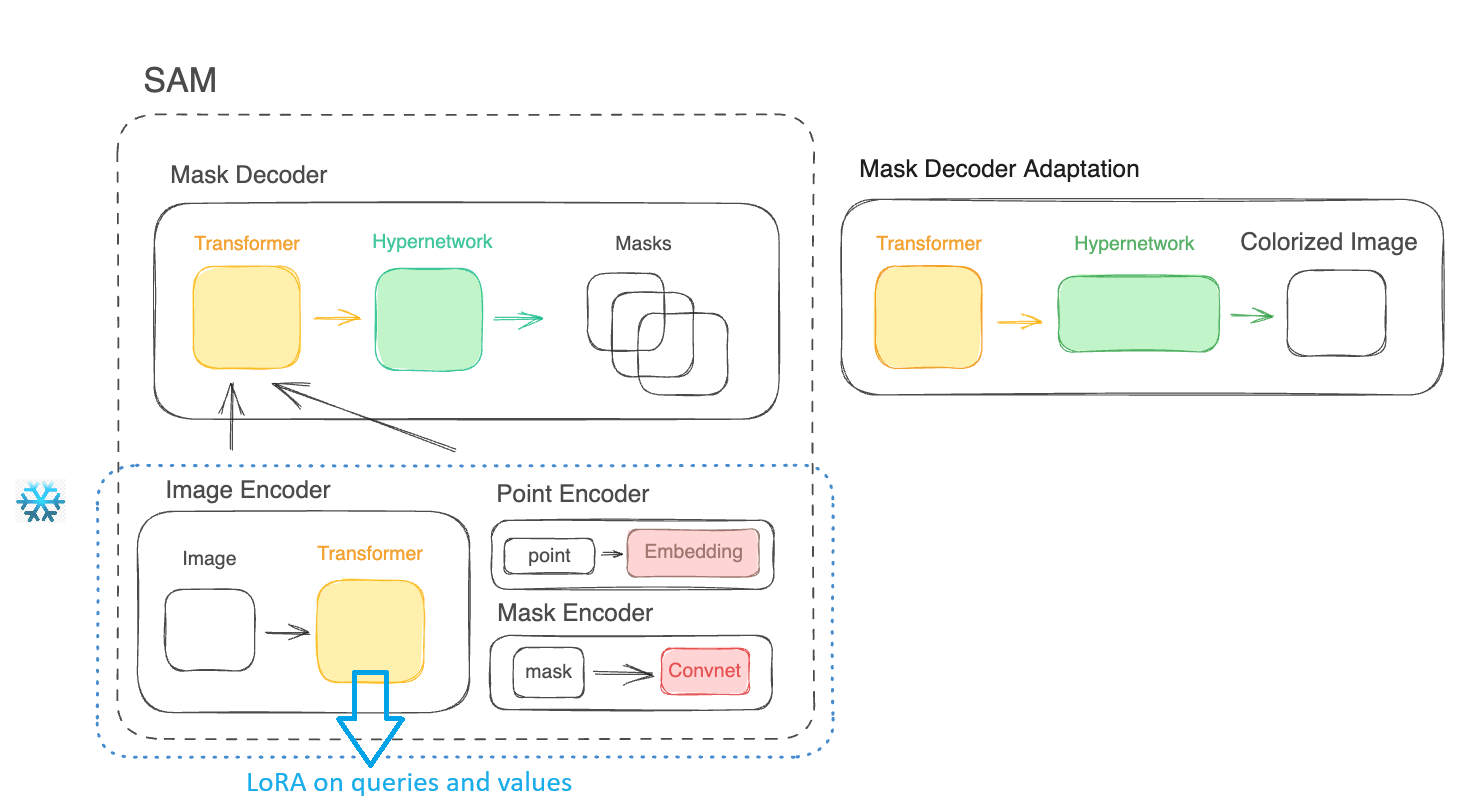 SAM
Mask Decoder
Transformer
Hypernetwork
Masks
Mask Decoder Adaptation
Transformer
Hypernetwork
Colorized Image
Image Encoder
Image
Transformer
Point Encoder
point
Embedding
Mask Encoder
mask
Convnet
LoRA on queries and values